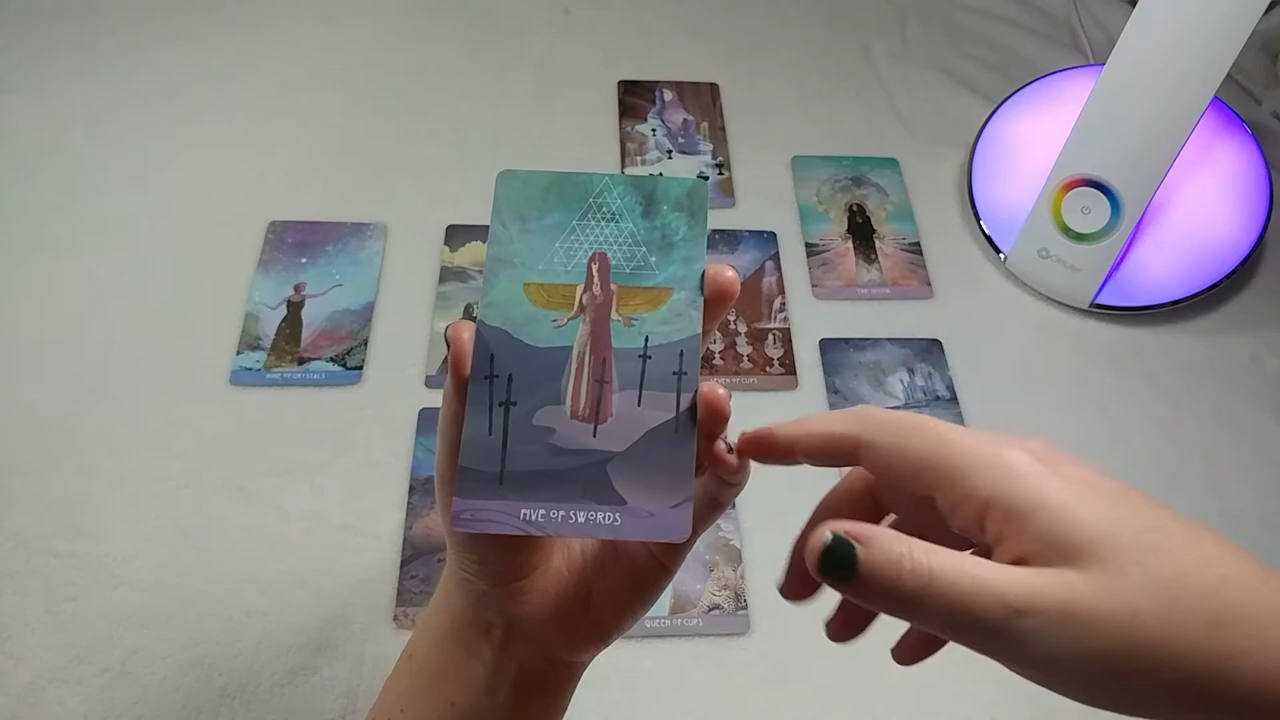 THE MOON
NINE OF CRYSTALS
SEVEN OF CUPS
FIVE OF SWORDS
QUEEN OF CUPS